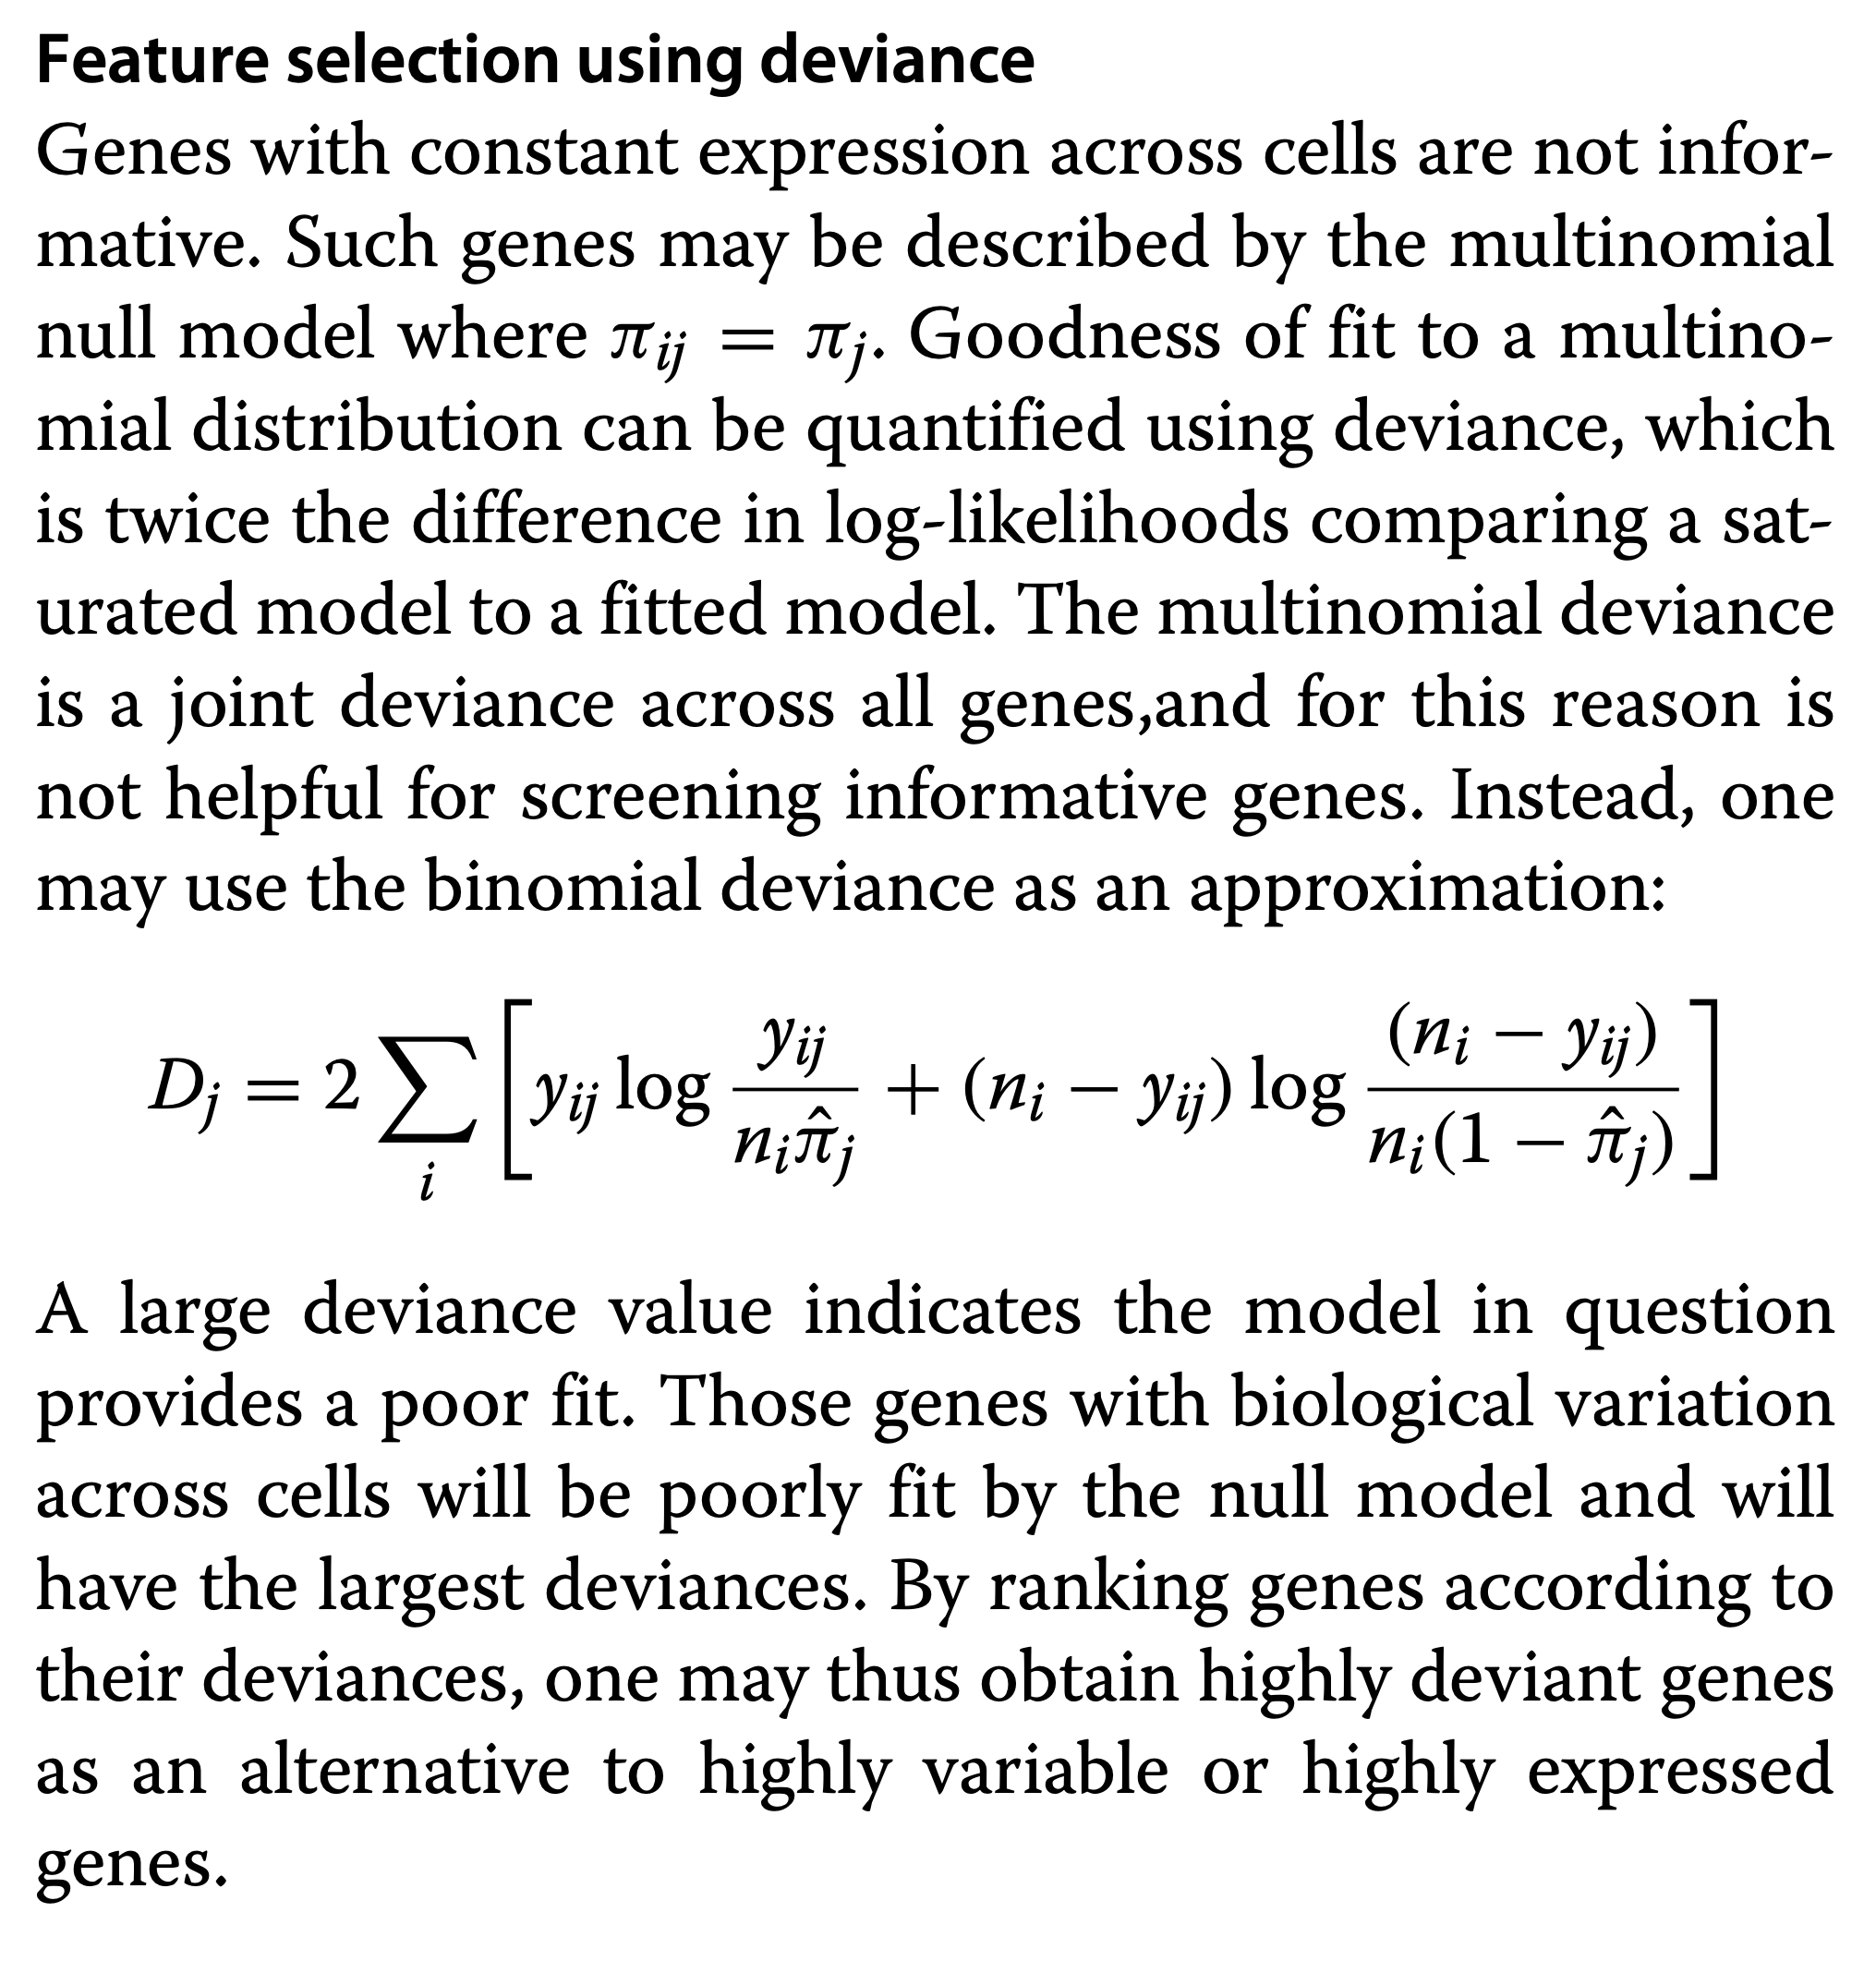 Feature selection using deviance
Genes with constant expression across cells are not infor-
mative. Such genes may be described by the multinomial
null model where π_{ij} = π_j. Goodness of fit to a multino-
mial distribution can be quantified using deviance, which
is twice the difference in log-likelihoods comparing a sat-
urated model to a fitted model. The multinomial deviance
is a joint deviance across all genes,and for this reason is
not helpful for screening informative genes. Instead, one
may use the binomial deviance as an approximation:
D_j = 2 \sum_i \left[ y_{ij} \log \frac{y_{ij}}{n_i \hat{π}_j} + (n_i − y_{ij}) \log \frac{(n_i − y_{ij})}{n_i(1 − \hat{π}_j)} \right]
A large deviance value indicates the model in question
provides a poor fit. Those genes with biological variation
across cells will be poorly fit by the null model and will
have the largest deviances. By ranking genes according to
their deviances, one may thus obtain highly deviant genes
as an alternative to highly variable or highly expressed
genes.